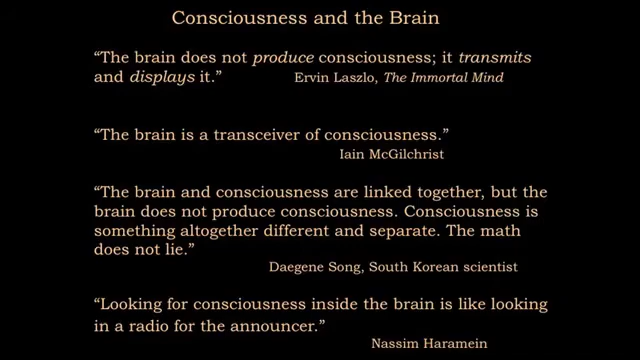 Consciousness and the Brain
“The brain does not produce consciousness; it transmits
and displays it.” Ervin Laszlo, The Immortal Mind
“The brain is a transceiver of consciousness.”
Iain McGilchrist
“The brain and consciousness are linked together, but the
brain does not produce consciousness. Consciousness is
something altogether different and separate. The math
does not lie.”
Daegene Song, South Korean scientist
“Looking for consciousness inside the brain is like looking
in a radio for the announcer.”
Nassim Haramein